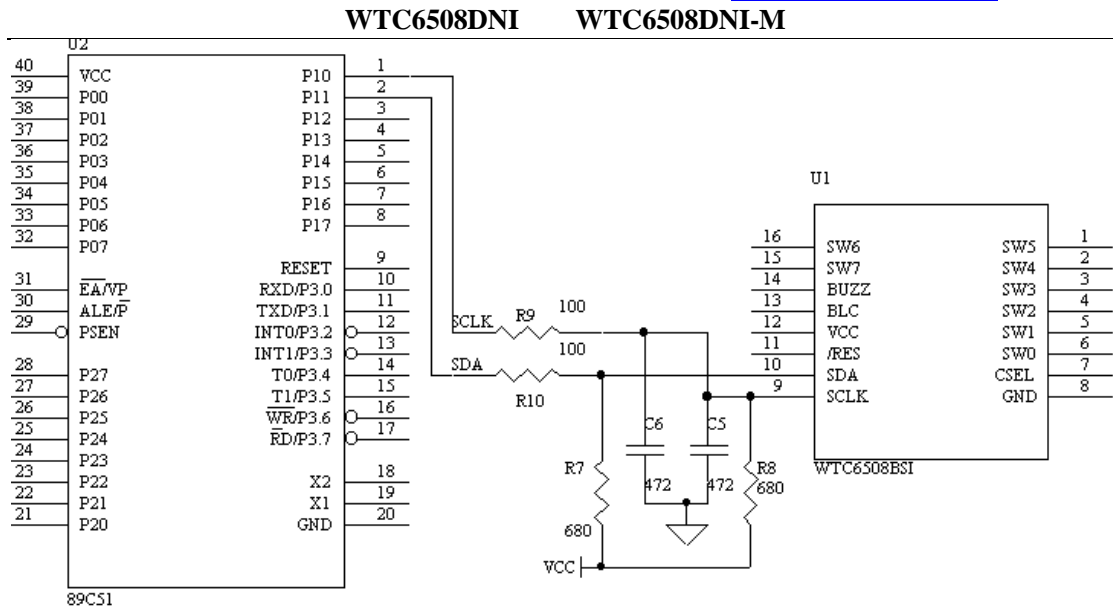 WTC6508DNI WTC6508DNI-M
U2
40 VCC P10 1
39 P00 P11 2
38 P01 P12 3
37 P02 P13 4
36 P03 P14 5
35 P04 P15 6
34 P05 P16 7
33 P06 P17 8
32 P07
RESET 9
31 EA/VP RXD/P3.0 10
30 ALE/P TXD/P3.1 11
29 PSEN INT0/P3.2 12
INT1/P3.3 13
28 P27 T0/P3.4 14
27 P26 T1/P3.5 15
26 P25 WR/P3.6 16
25 P24 RD/P3.7 17
24 P23
23 P22 X2 18
22 P21 X1 19
21 P20 GND 20
89C51
SCLK R9 100
SDA 100
R10
C6 C5
R7 472 472 R8
680
680
VCC
U1
16 SW6 SW5 1
15 SW7 SW4 2
14 BUZZ SW3 3
13 BLC SW2 4
12 VCC SW1 5
11 /RES SW0 6
10 SDA CSEL 7
9 SCLK GND 8
WTC6508BSI